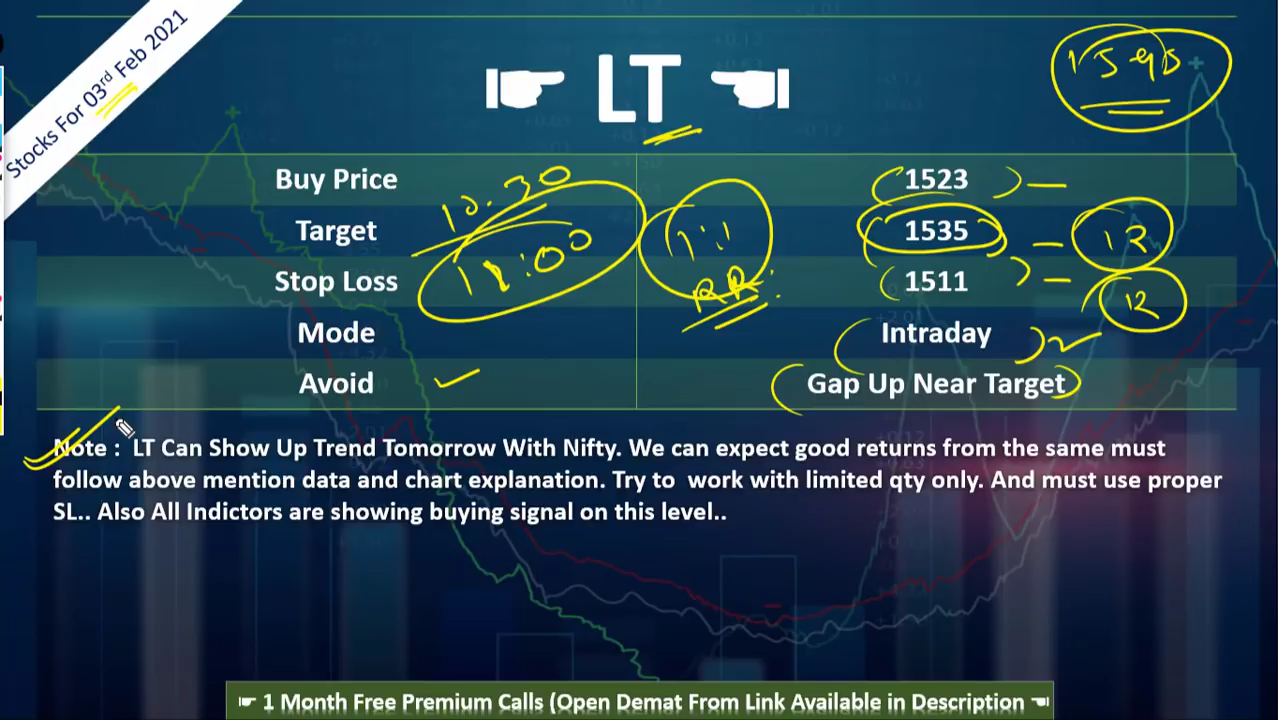 Stocks For 03rd Feb 2021
☛ LT ☚
1590
Buy Price 1523
10.30
Target 1535 12
11:00 1:1
Stop Loss 1511 12
RR
Mode Intraday
Avoid Gap Up Near Target
Note : LT Can Show Up Trend Tomorrow With Nifty. We can expect good returns from the same must
follow above mention data and chart explanation. Try to work with limited qty only. And must use proper
SL.. Also All Indictors are showing buying signal on this level..
☛ 1 Month Free Premium Calls (Open Demat From Link Available in Description ☚